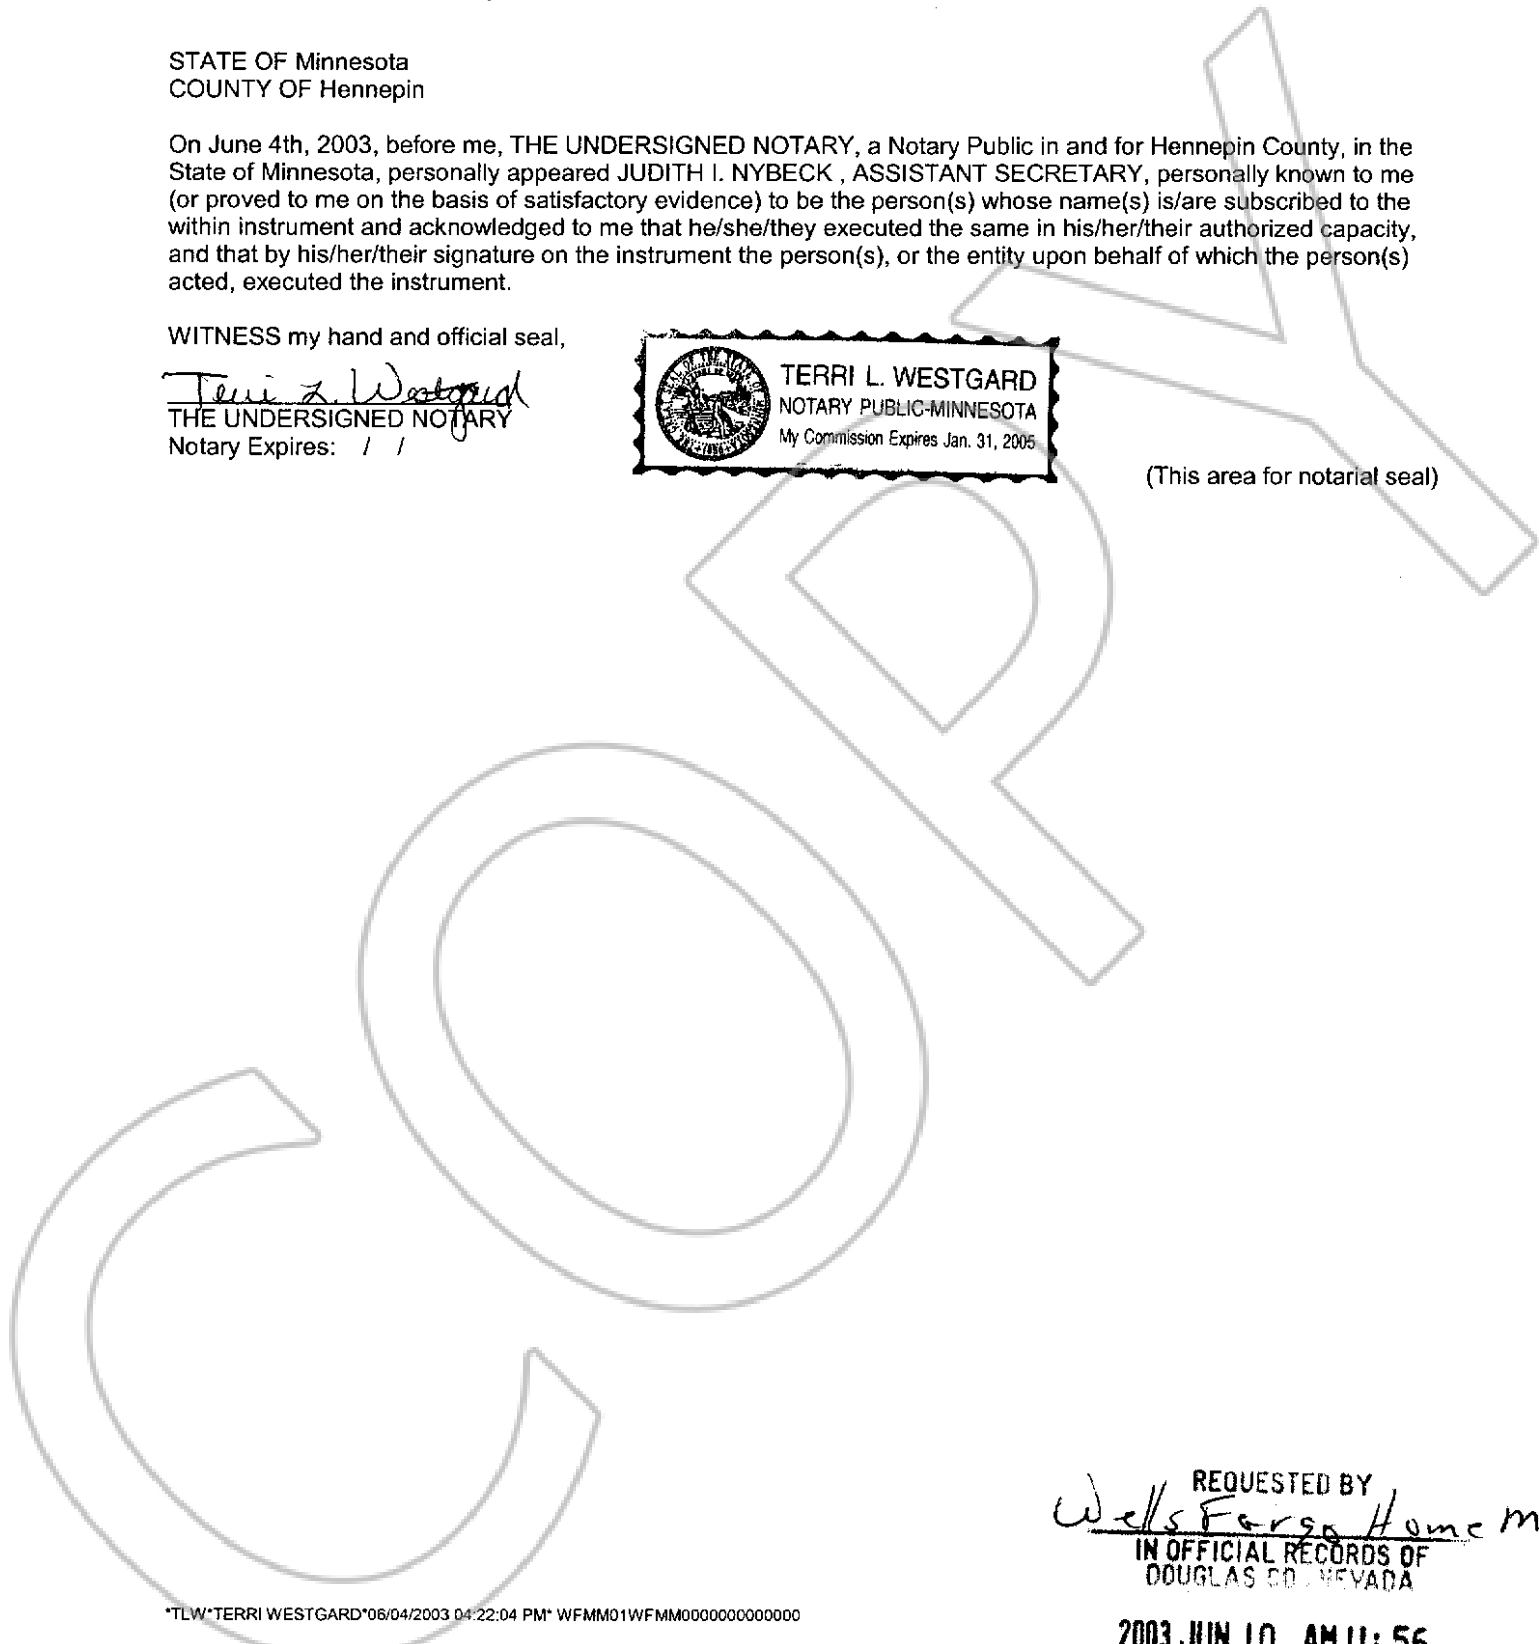 STATE OF Minnesota
COUNTY OF Hennepin
On June 4th, 2003, before me, THE UNDERSIGNED NOTARY, a Notary Public in and for Hennepin County, in the
State of Minnesota, personally appeared JUDITH I. NYBECK , ASSISTANT SECRETARY, personally known to me
(or proved to me on the basis of satisfactory evidence) to be the person(s) whose name(s) is/are subscribed to the
within instrument and acknowledged to me that he/she/they executed the same in his/her/their authorized capacity,
and that by his/her/their signature on the instrument the person(s), or the entity upon behalf of which the person(s)
acted, executed the instrument.
WITNESS my hand and official seal,
Terri L. Westgard
THE UNDERSIGNED NOTARY
Notary Expires: / /
TERRI L. WESTGARD
NOTARY PUBLIC-MINNESOTA
My Commission Expires Jan. 31, 2005
(This area for notarial seal)
COPY
REQUESTED BY
Wells Fargo Home M
IN OFFICIAL RECORDS OF
DOUGLAS CO. NEVADA
*TLW*TERRI WESTGARD*06/04/2003 04:22:04 PM* WFMM01WFMM0000000000000
2003 JUN 10 AM 11: 56